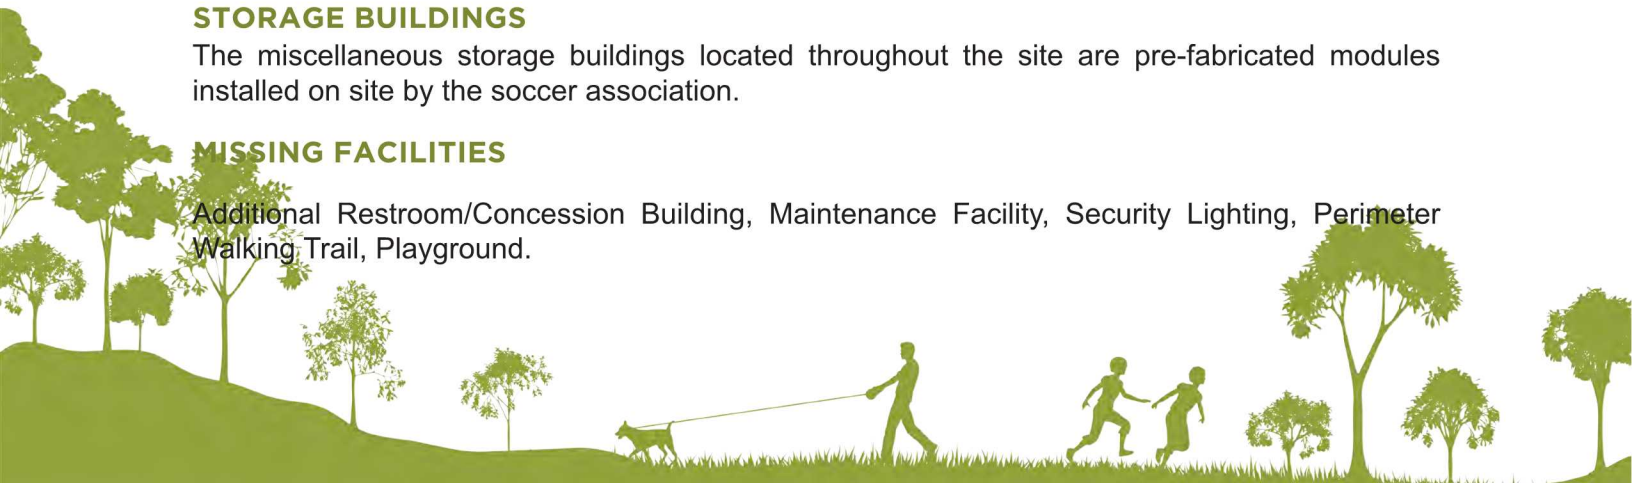 STORAGE BUILDINGS
The miscellaneous storage buildings located throughout the site are pre-fabricated modules
installed on site by the soccer association.
MISSING FACILITIES
Additional Restroom/Concession Building, Maintenance Facility, Security Lighting, Perimeter
Walking Trail, Playground.